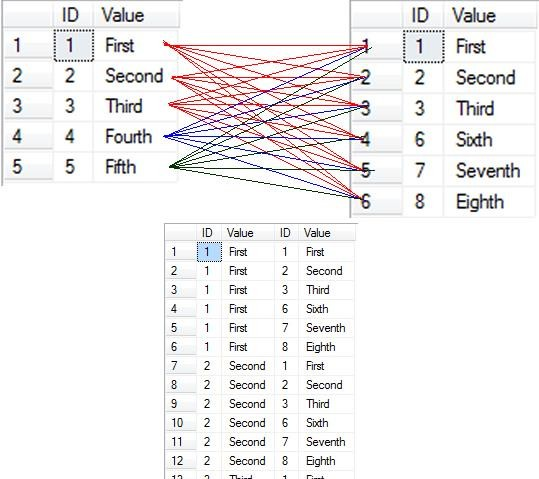 ID Value
1 1 First
2 2 Second
3 3 Third
4 4 Fourth
5 5 Fifth
ID Value
1 1 First
2 2 Second
3 3 Third
4 6 Sixth
5 7 Seventh
6 8 Eighth
ID Value ID Value
1 1 First 1 First
2 1 First 2 Second
3 1 First 3 Third
4 1 First 6 Sixth
5 1 First 7 Seventh
6 1 First 8 Eighth
7 2 Second 1 First
8 2 Second 2 Second
9 2 Second 3 Third
10 2 Second 6 Sixth
11 2 Second 7 Seventh
12 2 Second 8 Eighth